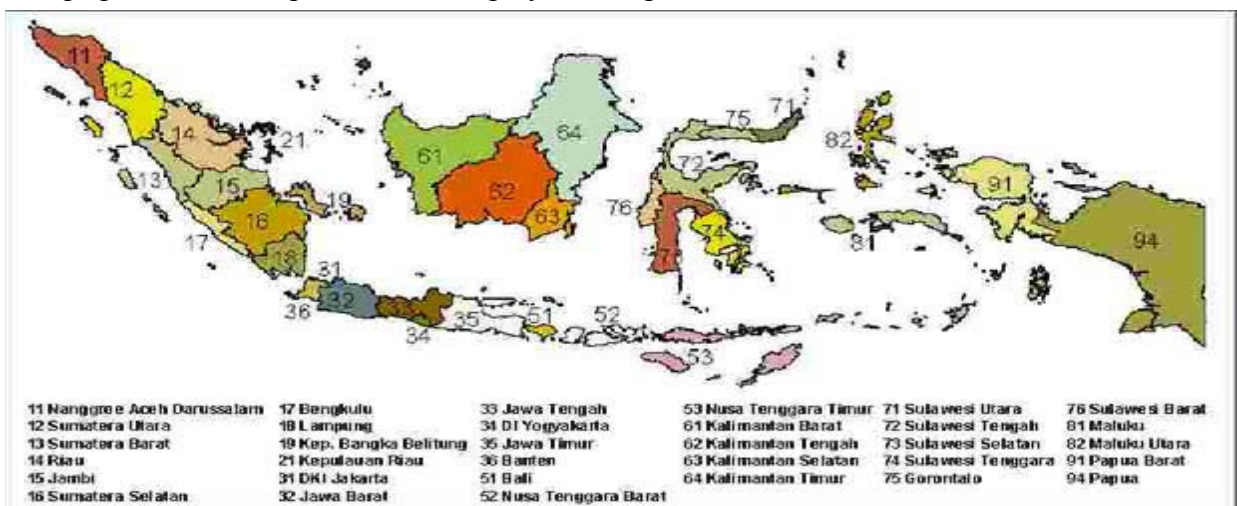 11
12
71
75
14
21
64
82
61
72
13
15
91
62
19
76
16
63
17
74
81
94
18
73
31
32
36
35
51
52
34
53
11 Nanggree Aceh Darussalam
12 Sumatera Utara
13 Sumatera Barat
14 Riau
15 Jambi
16 Sumatera Selatan
17 Bengkulu
18 Lampung
19 Kep. Bangka Belitung
21 Kepulauan Riau
31 DKI Jakarta
32 Jawa Barat
33 Jawa Tengah
34 DI Yogyakarta
35 Jawa Timur
36 Banten
51 Bali
52 Nusa Tenggara Barat
53 Nusa Tenggara Timur
61 Kalimantan Barat
62 Kalimantan Tengah
63 Kalimantan Selatan
64 Kalimantan Timur
71 Sulawesi Utara
72 Sulawesi Tengah
73 Sulawesi Selatan
74 Sulawesi Tenggara
75 Gorontalo
76 Sulawesi Barat
81 Maluku
82 Maluku Utara
91 Papua Barat
94 Papua